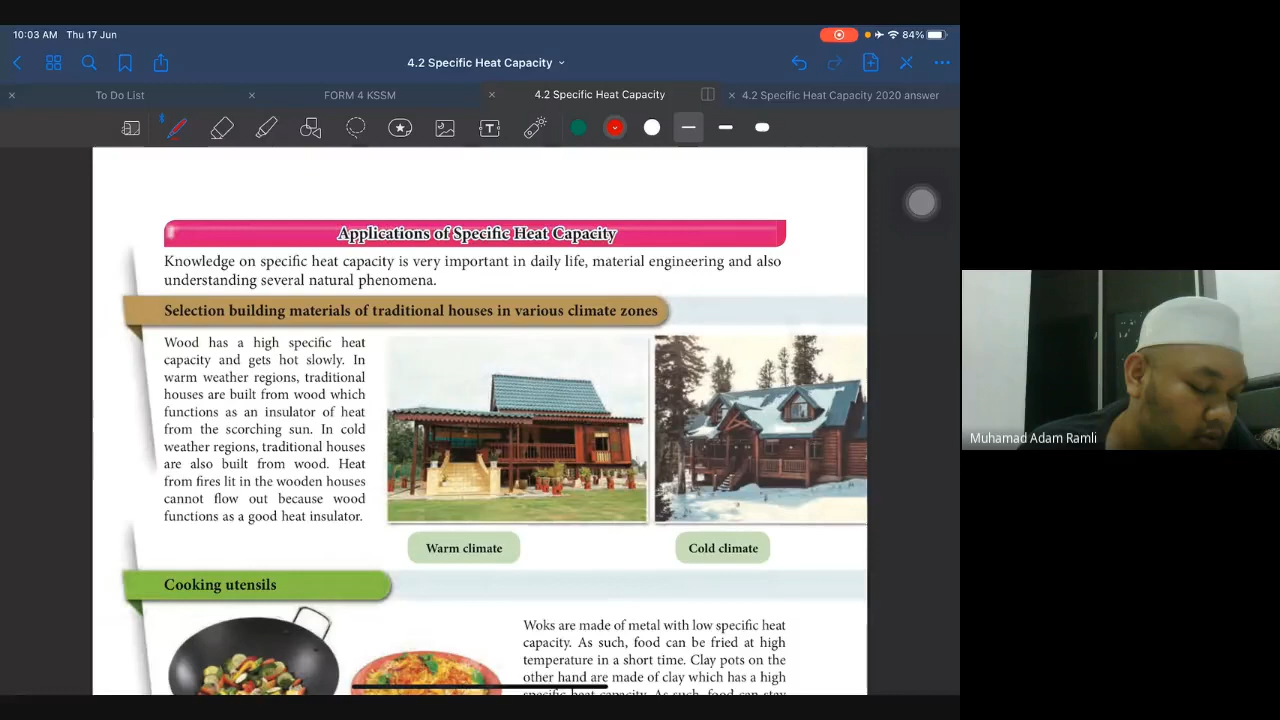 10:03 AM Thu 17 Jun
84%
4.2 Specific Heat Capacity
To Do List
FORM 4 KSSM
4.2 Specific Heat Capacity
4.2 Specific Heat Capacity 2020 answer
Applications of Specific Heat Capacity
Knowledge on specific heat capacity is very important in daily life, material engineering and also
understanding several natural phenomena.
Selection building materials of traditional houses in various climate zones
Wood has a high specific heat
capacity and gets hot slowly. In
warm weather regions, traditional
houses are built from wood which
functions as an insulator of heat
from the scorching sun. In cold
weather regions, traditional houses
are also built from wood. Heat
from fires lit in the wooden houses
cannot flow out because wood
functions as a good heat insulator.
Warm climate
Cold climate
Cooking utensils
Woks are made of metal with low specific heat
capacity. As such, food can be fried at high
temperature in a short time. Clay pots on the
other hand are made of clay which has a high
specific heat capacity. As such, food can stay
Muhamad Adam Ramli